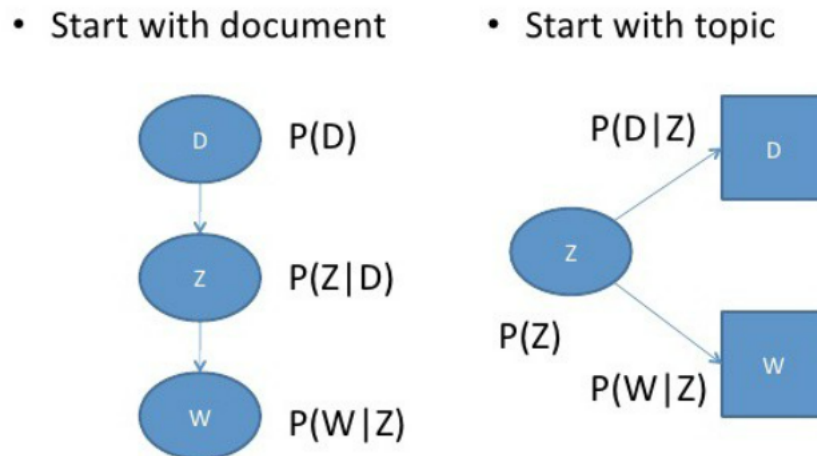 • Start with document
D
P(D)
Z
P(Z|D)
W
P(W|Z)
• Start with topic
P(D|Z)
D
Z
P(Z)
P(W|Z)
W